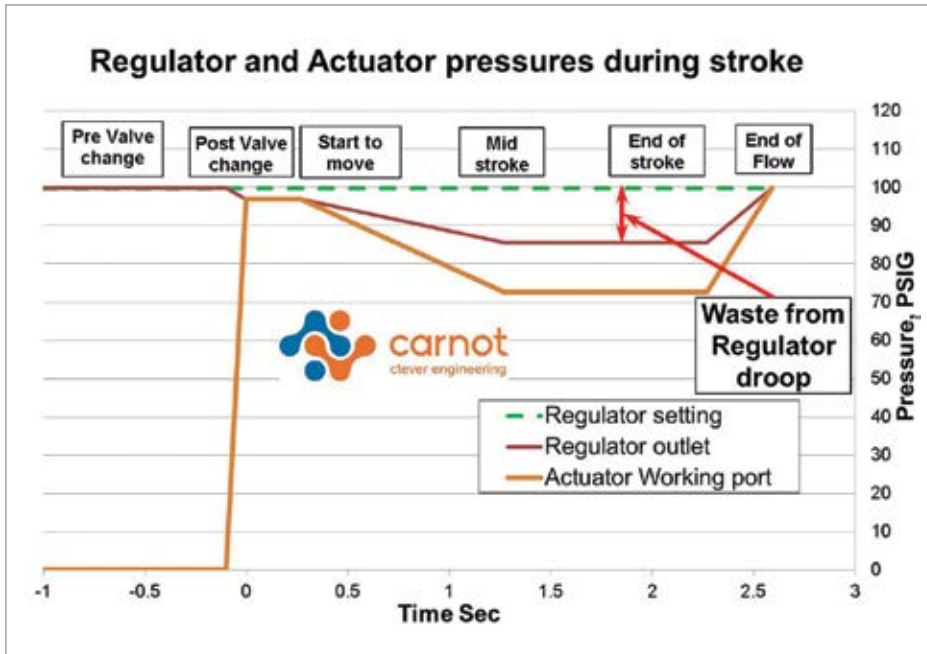 Regulator and Actuator pressures during stroke
Pre Valve
change
Post Valve
change
Start to
move
Mid
stroke
End of
stroke
End of
Flow
120
110
100
90
80
70
60
50
40
30
20
10
0
Pressure, PSIG
Waste from
Regulator
droop
carnot
clever engineering
Regulator setting
Regulator outlet
Actuator Working port
-1
-0.5
0
0.5
1
1.5
2
2.5
3
Time Sec